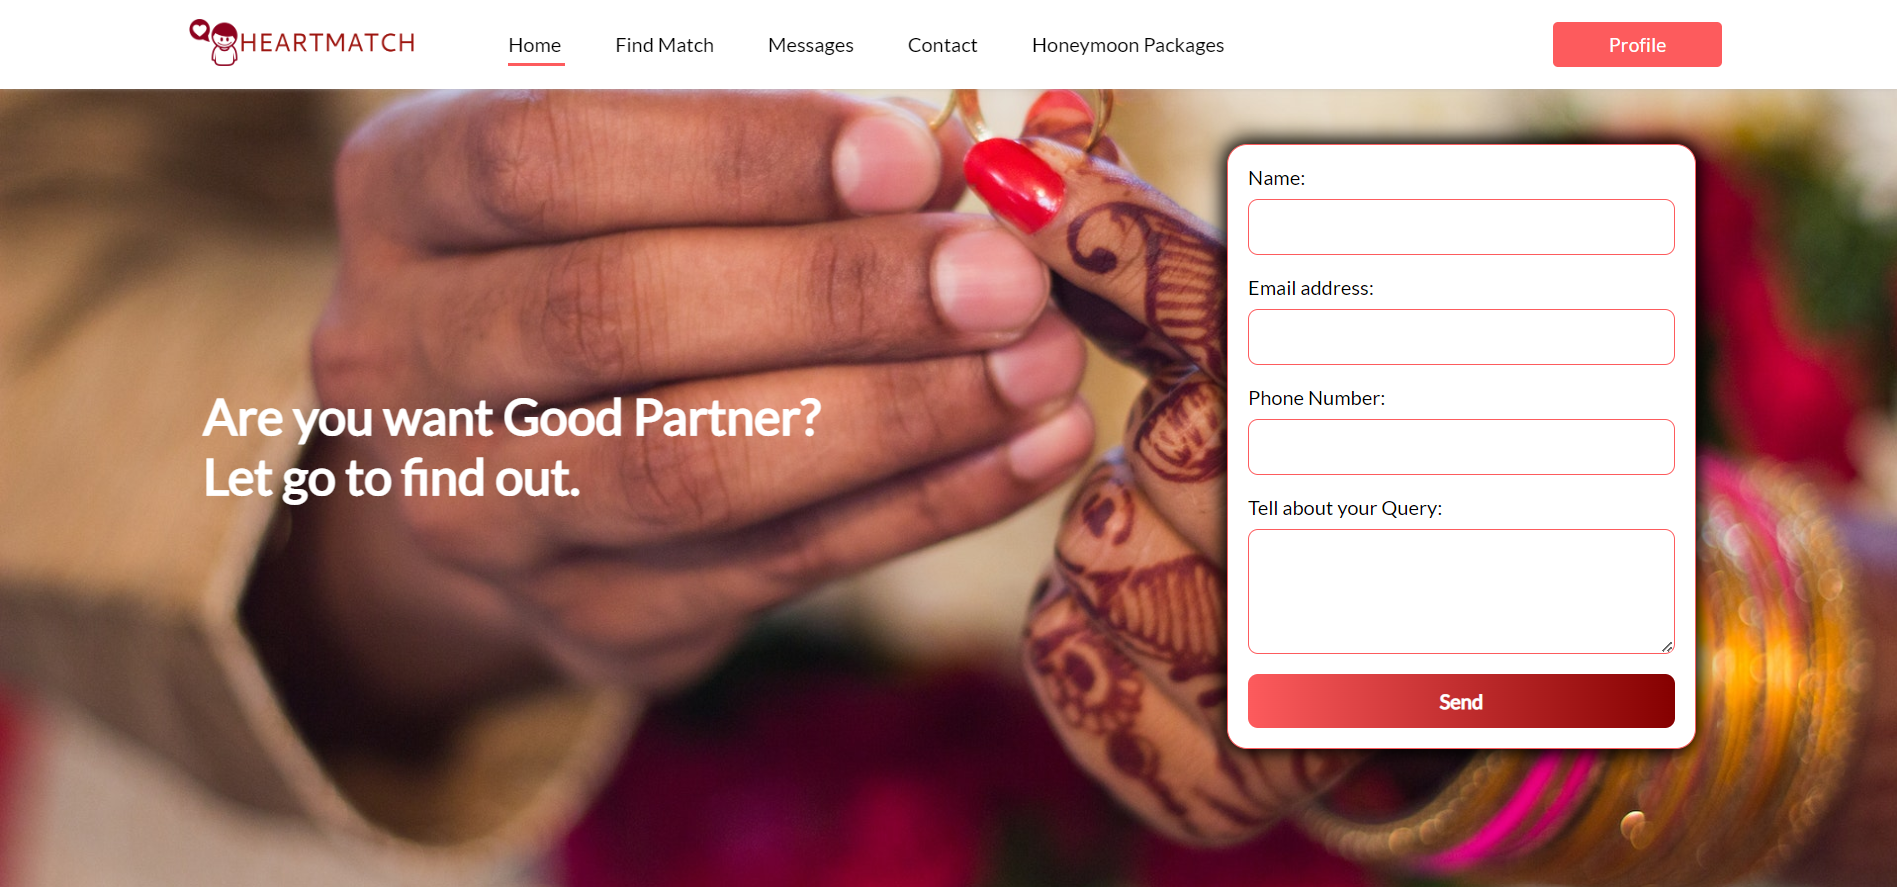 HEARTMATCH
Home
Find Match
Messages
Contact
Honeymoon Packages
Profile
Are you want Good Partner?
Let go to find out.
Name:
Email address:
Phone Number:
Tell about your Query:
Send